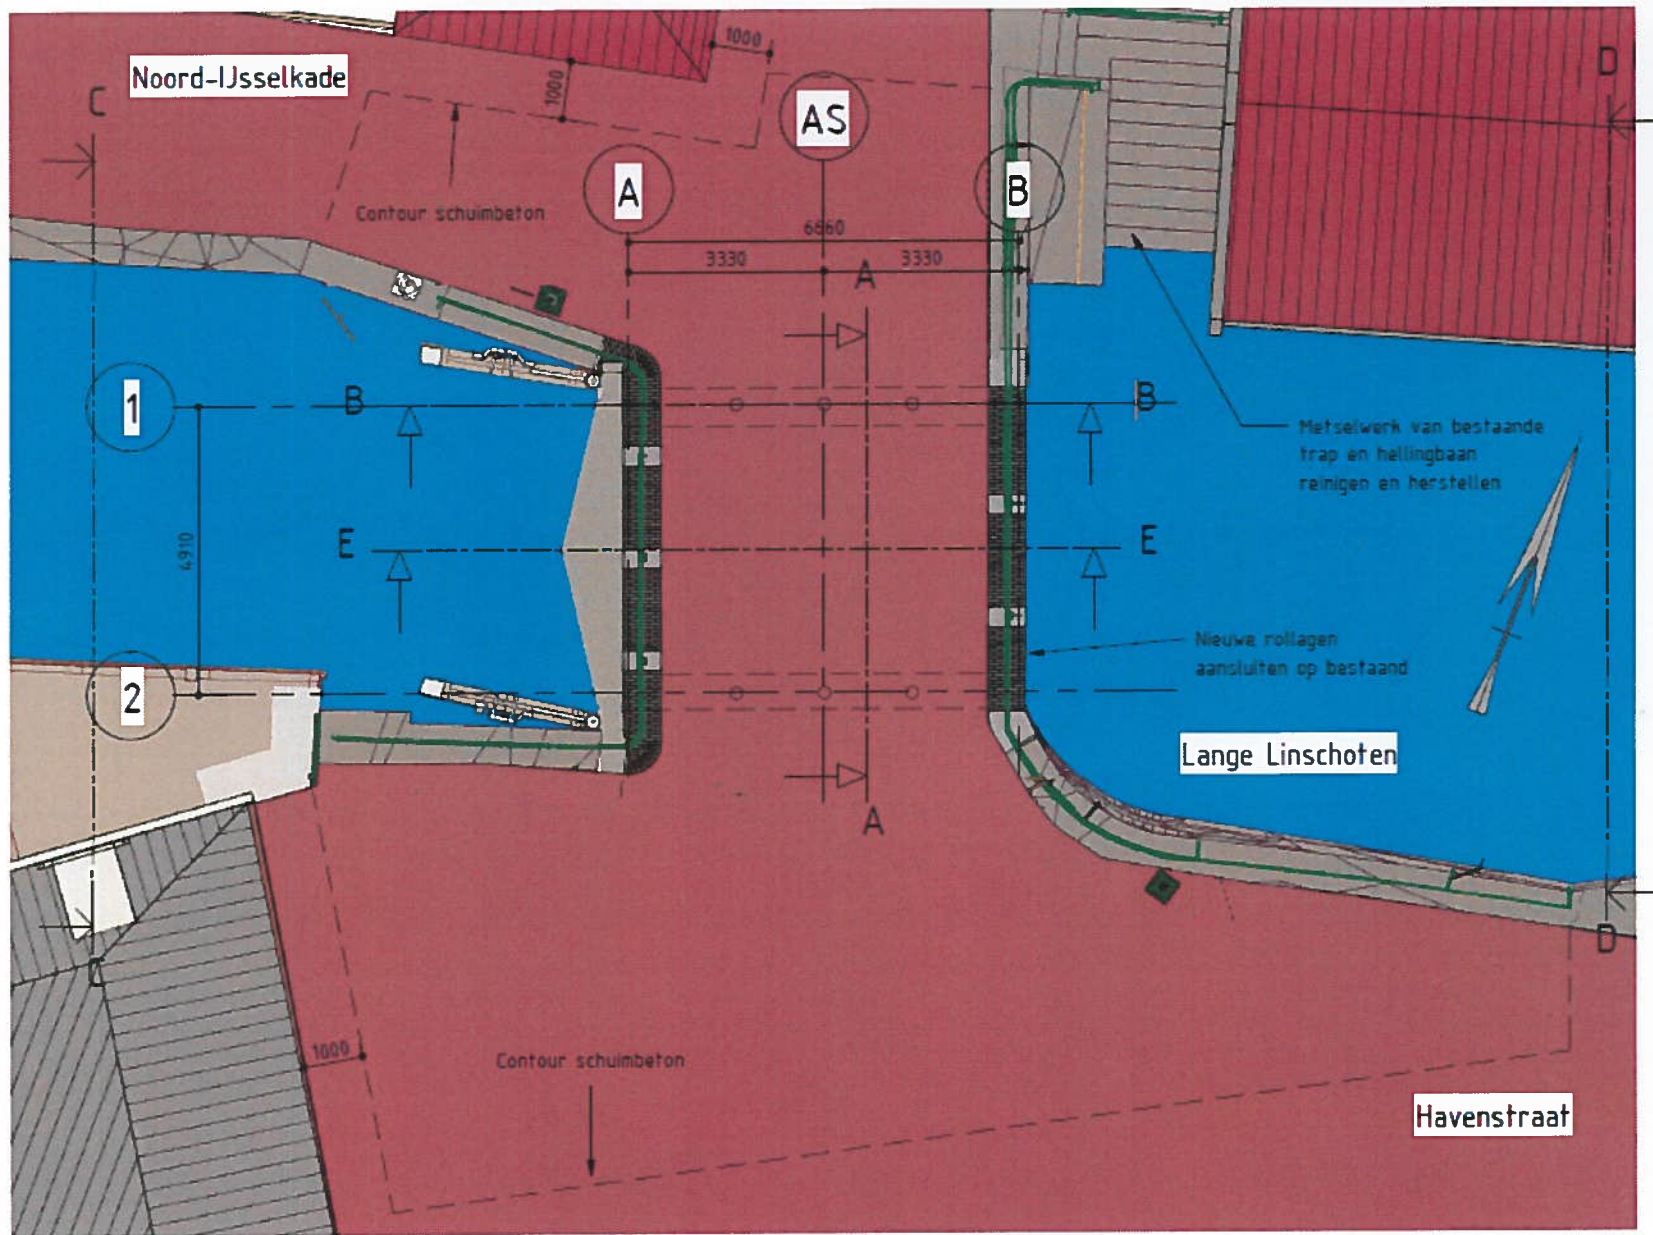 Noord-IJsselkade
1000
1000
AS
C
D
A
B
Contour schuimbeton
6660
3330
3330
A
1
B
B
Metselwerk van bestaande
trap en hellingbaan
reinigen en herstellen
4910
E
E
Nieuwe rollagen
aansluiten op bestaand
2
Lange Linschoten
A
C
D
1000
Contour schuimbeton
Havenstraat